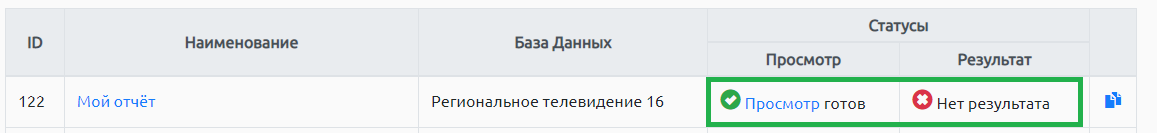 ID Наименование База Данных Статусы
Просмотр Результат
122 Мой отчёт Региональное телевидение 16 Просмотр готов Нет результата